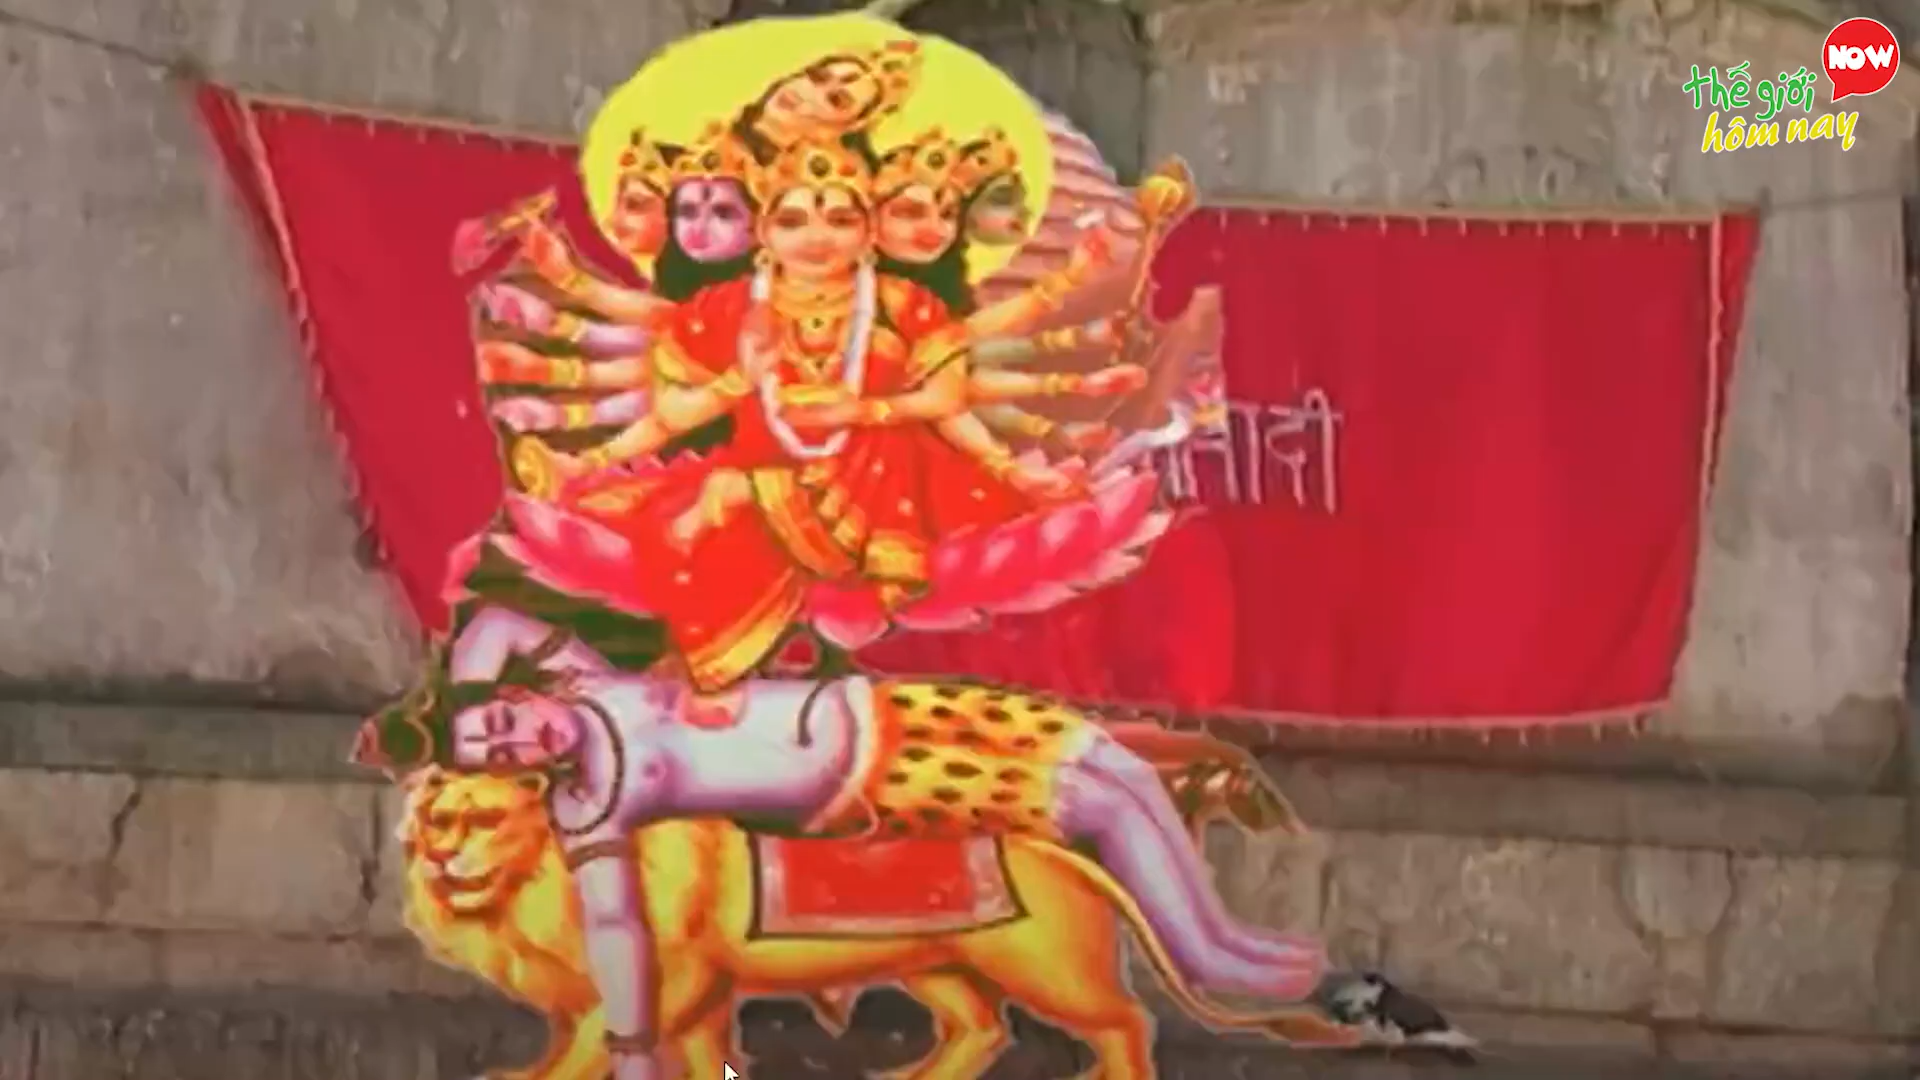 NOW
thế giới
hôm nay